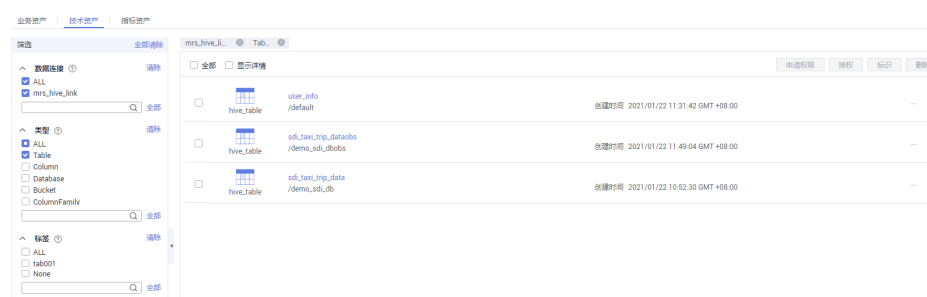 业务资产 技术资产 指标资产
筛选 全部清除
数据连接 清除
ALL
mrs_hive_link
全部
类型 清除
ALL
Table
Column
Database
Bucket
ColumnFamily
全部
标签 清除
ALL
tab001
None
全部
mrs_hive_li... Tab...
全部 显示详情 申请权限 授权 标识 删除
hive_table
user_info
/default
创建时间 2021/01/22 11:31:42 GMT +08:00
...
hive_table
sdi_taxi_trip_dataobs
/demo_sdi_dbobs
创建时间 2021/01/22 11:49:04 GMT +08:00
...
hive_table
sdi_taxi_trip_data
/demo_sdi_db
创建时间 2021/01/22 10:52:30 GMT +08:00
...